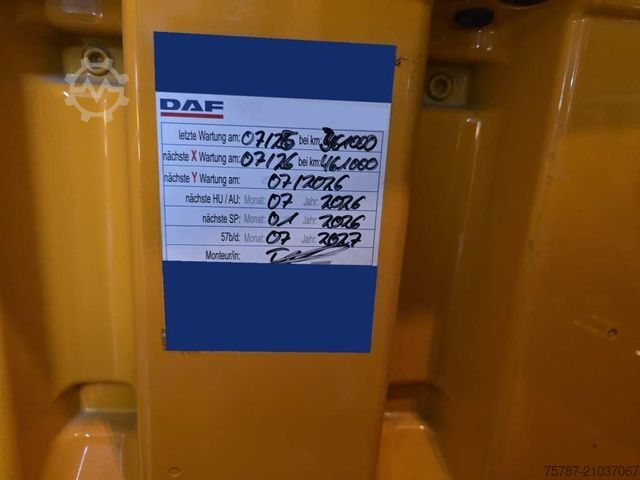 DAF
letzte Wartung am: 07/25 bei km: 361000
nächste X Wartung am: 07/26 bei km: 461000
nächste Y Wartung am: 07/2026
nächste HU / AU: Monat: 07 Jahr: 2026
nächste SP: Monat: 01 Jahr: 2026
57b/d: Monat: 07 Jahr: 2027
Monteur/in:
75787-21037067